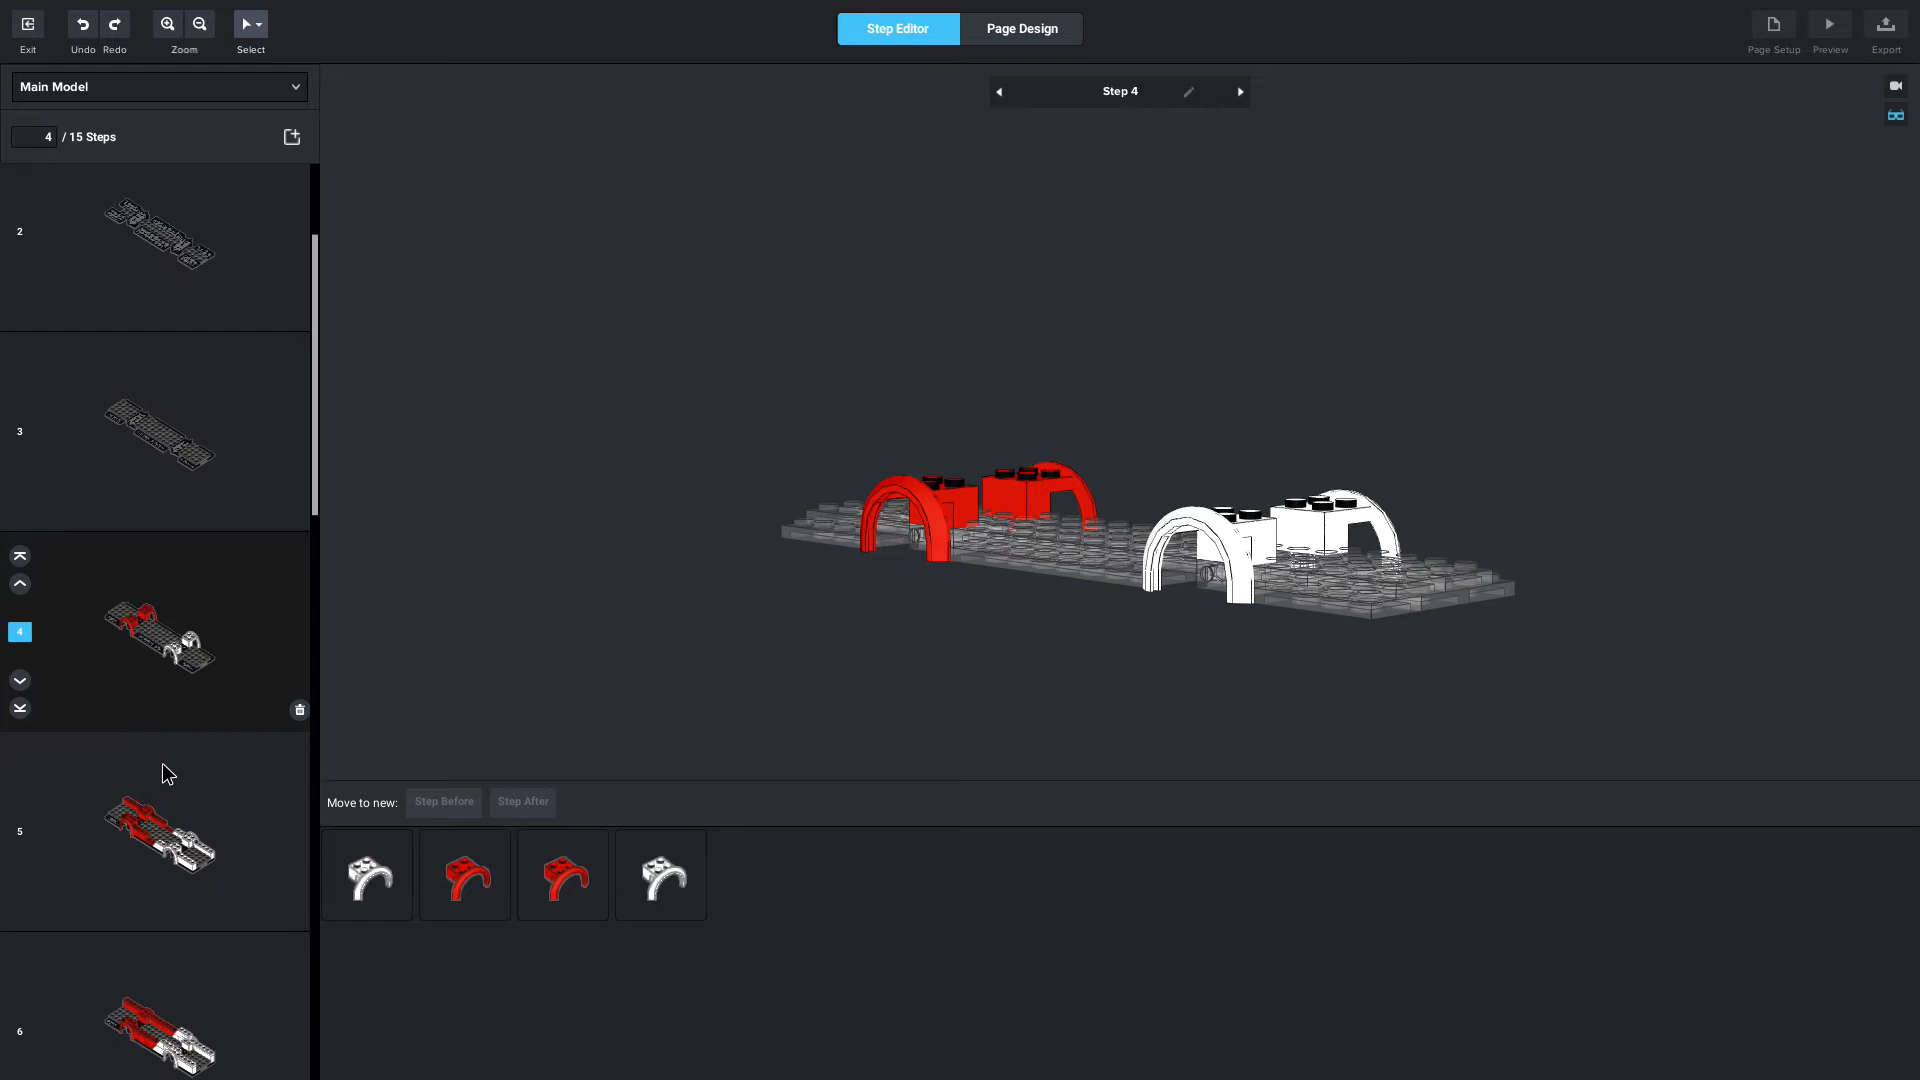 Exit
Undo
Redo
Zoom
Select
Step Editor
Page Design
Page Setup
Preview
Export
Main Model
4 / 15 Steps
Step 4
2
3
4
5
6
Move to new:
Step Before
Step After